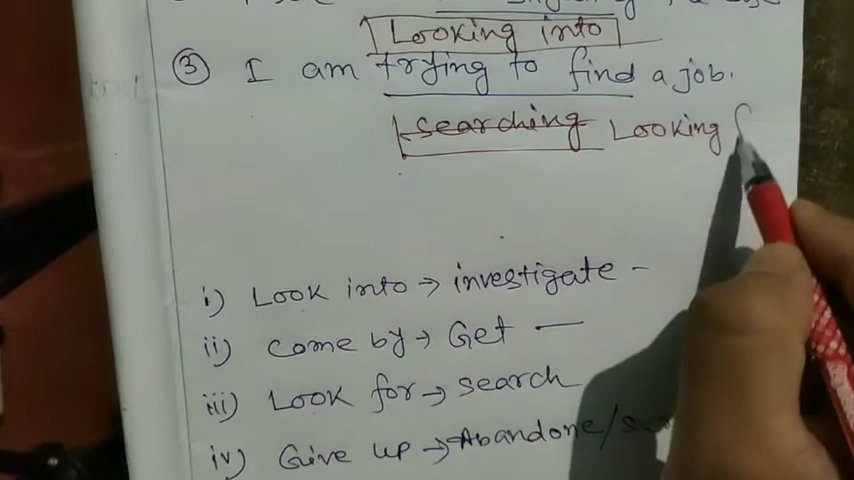 Looking into
③ I am trying to find a job.
searching Looking
i) Look into → investigate -
ii) Come by → Get —
iii) Look for → search
iv) Give up → Abandone/